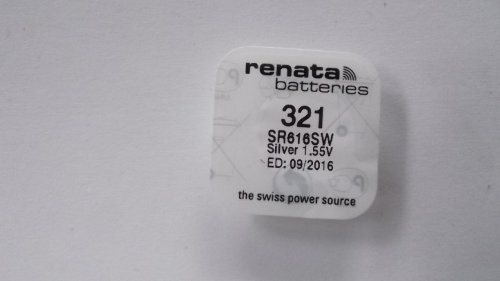 renata
batteries
321
SR616SW
Silver 1.55V
ED: 09/2016
the swiss power source